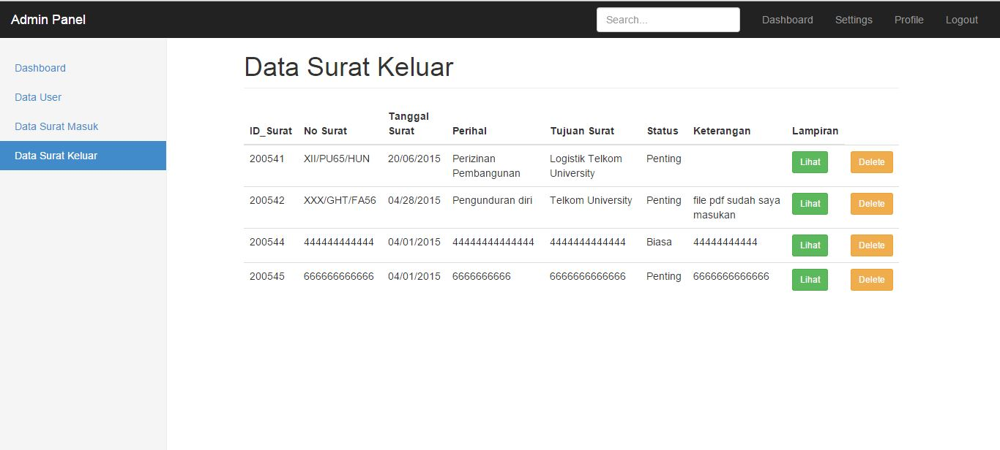 Admin Panel
Search...
Dashboard
Settings
Profile
Logout
Dashboard
Data User
Data Surat Masuk
Data Surat Keluar
Data Surat Keluar
ID_Surat No Surat Tanggal Surat Perihal Tujuan Surat Status Keterangan Lampiran
200541 XII/PU65/HUN 20/06/2015 Perizinan Pembangunan Logistik Telkom University Penting Lihat Delete
200542 XXX/GHT/FA56 04/28/2015 Pengunduran diri Telkom University Penting file pdf sudah saya masukan Lihat Delete
200544 444444444444 04/01/2015 44444444444444 4444444444444 Biasa 44444444444 Lihat Delete
200545 666666666666 04/01/2015 6666666666 6666666666666 Penting 6666666666666 Lihat Delete